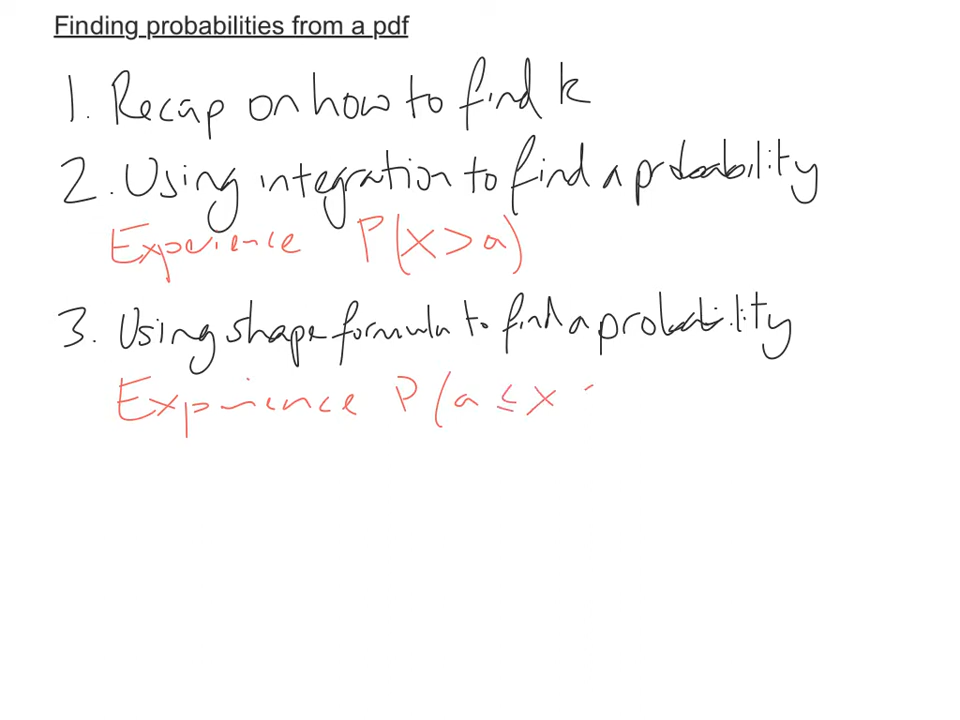 Finding probabilities from a pdf
1. Recap on how to find k
2. Using integration to find a probability
Experience P(X > a)
3. Using shape formula to find a probability
Experience P(a ≤ X